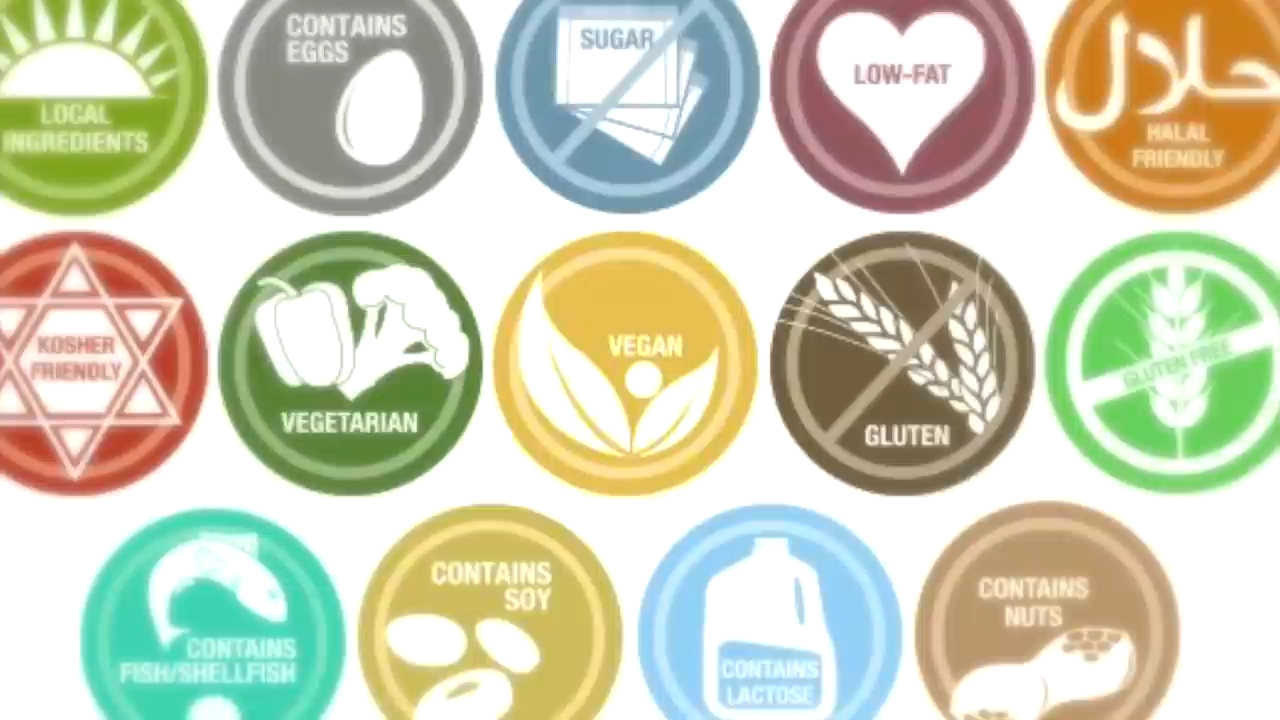 LOCAL
INGREDIENTS
CONTAINS
EGGS
SUGAR
LOW-FAT
حلال
HALAL
FRIENDLY
KOSHER
FRIENDLY
VEGETARIAN
VEGAN
GLUTEN
GLUTEN FREE
CONTAINS
FISH/SHELLFISH
CONTAINS
SOY
CONTAINS
LACTOSE
CONTAINS
NUTS